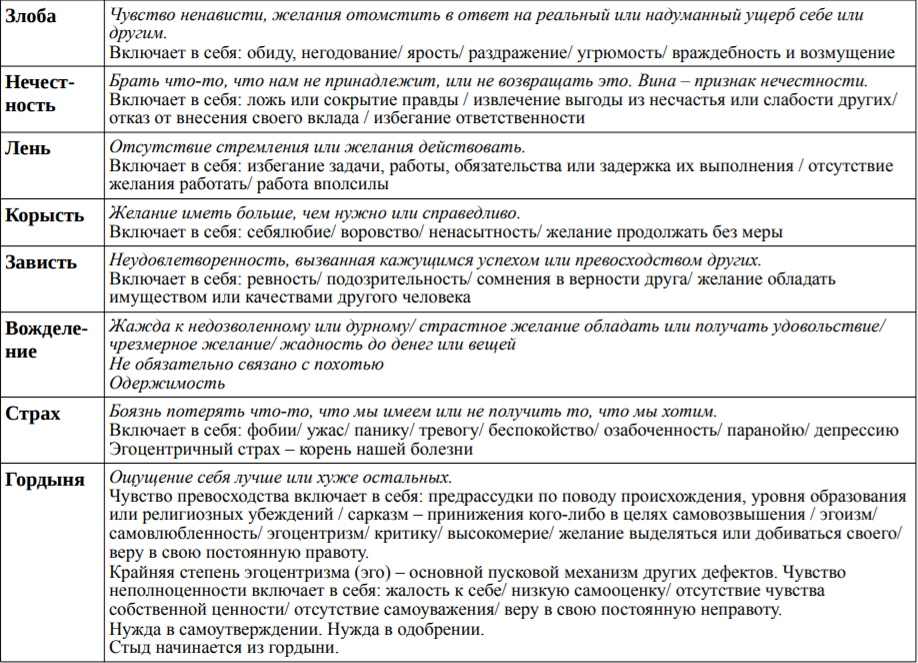 Злоба
Чувство ненависти, желания отомстить в ответ на реальный или надуманный ущерб себе или
другим.
Включает в себя: обиду, негодование/ ярость/ раздражение/ угрюмость/ враждебность и возмущение
Нечест-
ность
Брать что-то, что нам не принадлежит, или не возвращать это. Вина – признак нечестности.
Включает в себя: ложь или сокрытие правды / извлечение выгоды из несчастья или слабости других/
отказ от внесения своего вклада / избегание ответственности
Лень
Отсутствие стремления или желания действовать.
Включает в себя: избегание задачи, работы, обязательства или задержка их выполнения / отсутствие
желания работать/ работа вполсилы
Корысть
Желание иметь больше, чем нужно или справедливо.
Включает в себя: себялюбие/ воровство/ ненасытность/ желание продолжать без меры
Зависть
Неудовлетворенность, вызванная кажущимся успехом или превосходством других.
Включает в себя: ревность/ подозрительность/ сомнения в верности друга/ желание обладать
имуществом или качествами другого человека
Вожделе-
ние
Жажда к недозволенному или дурному/ страстное желание обладать или получать удовольствие/
чрезмерное желание/ жадность до денег или вещей
Не обязательно связано с похотью
Одержимость
Страх
Боязнь потерять что-то, что мы имеем или не получить то, что мы хотим.
Включает в себя: фобии/ ужас/ панику/ тревогу/ беспокойство/ озабоченность/ паранойю/ депрессию
Эгоцентричный страх – корень нашей болезни
Гордыня
Ощущение себя лучше или хуже остальных.
Чувство превосходства включает в себя: предрассудки по поводу происхождения, уровня образования
или религиозных убеждений / сарказм – принижения кого-либо в целях самовозвышения / эгоизм/
самовлюбленность/ эгоцентризм/ критику/ высокомерие/ желание выделяться или добиваться своего/
веру в свою постоянную правоту.
Крайняя степень эгоцентризма (эго) – основной пусковой механизм других дефектов. Чувство
неполноценности включает в себя: жалость к себе/ низкую самооценку/ отсутствие чувства
собственной ценности/ отсутствие самоуважения/ веру в свою постоянную неправоту.
Нужда в самоутверждении. Нужда в одобрении.
Стыд начинается из гордыни.